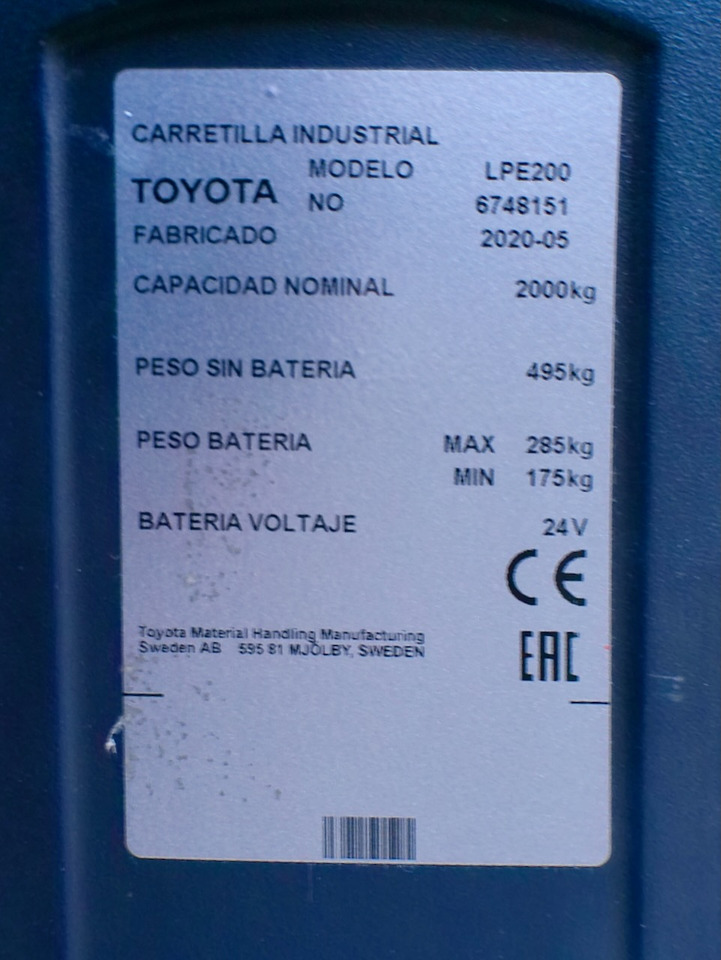 CARRETILLA INDUSTRIAL
MODELO LPE200
TOYOTA
NO 6748151
FABRICADO 2020-05
CAPACIDAD NOMINAL 2000kg
PESO SIN BATERIA 495kg
PESO BATERIA MAX 285kg
MIN 175kg
BATERIA VOLTAJE 24V
CE
EAC
Toyota Material Handling Manufacturing
Sweden AB 595 81 MJÖLBY, SWEDEN